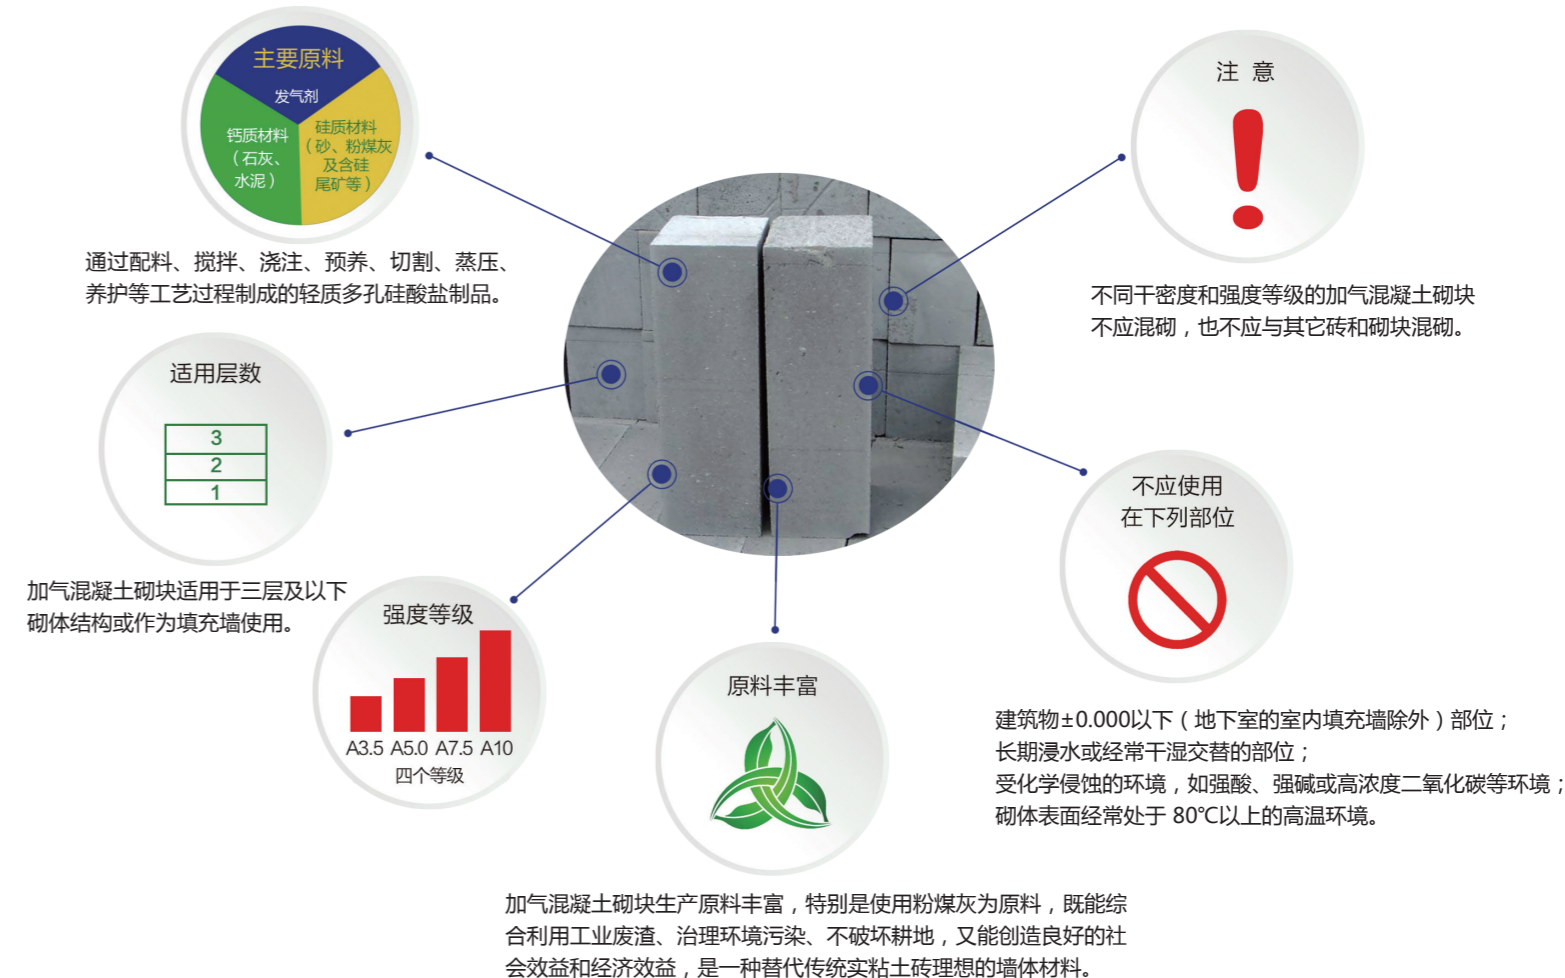 主要原料
发气剂
钙质材料
（石灰、
水泥）
硅质材料
（砂、粉煤灰
及含硅
尾矿等）
通过配料、搅拌、浇注、预养、切割、蒸压、
养护等工艺过程制成的轻质多孔硅酸盐制品。
适用层数
3
2
1
加气混凝土砌块适用于三层及以下
砌体结构或作为填充墙使用。
强度等级
A3.5 A5.0 A7.5 A10
四个等级
原料丰富
加气混凝土砌块生产原料丰富，特别是使用粉煤灰为原料，既能综
合利用工业废渣、治理环境污染、不破坏耕地，又能创造良好的社
会效益和经济效益，是一种替代传统实粘土砖理想的墙体材料。
注 意
不同干密度和强度等级的加气混凝土砌块
不应混砌，也不应与其它砖和砌块混砌。
不应使用
在下列部位
建筑物±0.000以下（地下室的室内填充墙除外）部位；
长期浸水或经常干湿交替的部位；
受化学侵蚀的环境，如强酸、强碱或高浓度二氧化碳等环境；
砌体表面经常处于 80℃以上的高温环境。